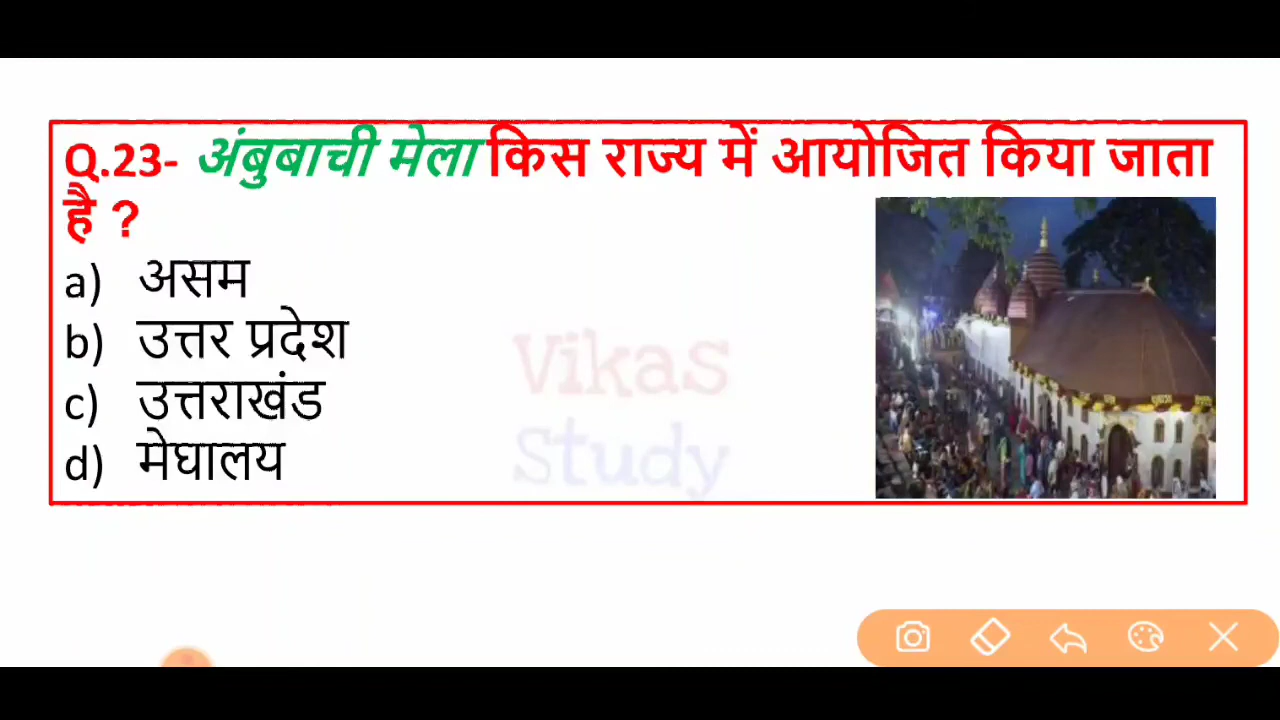 Q.23- अंबुबाची मेला किस राज्य में आयोजित किया जाता
है ?
a) असम
b) उत्तर प्रदेश
c) उत्तराखंड
d) मेघालय
Vikas
Study